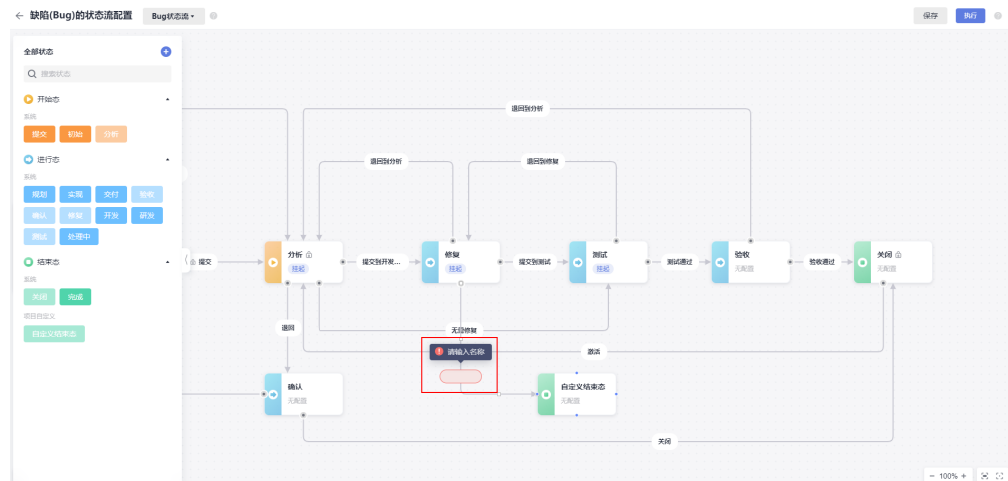 缺陷(Bug)的状态流配置 Bug状态流 保存 执行
全部状态
搜索状态
开始态
系统
提交 初始 分析
进行态
系统
规划 实现 交付 验收
确认 修复 开发 研发
测试 处理中
结束态
系统
关闭 完成
项目自定义
自定义结束态
退回到分析
退回到分析 退回到修复
提交
分析
挂起
提交到开发...
修复
挂起
提交到测试
测试
挂起
测试通过
验收
无配置
验收通过
关闭
无配置
退回
无需修复
请输入名称
激活
确认
无配置
自定义结束态
无配置
关闭
100%